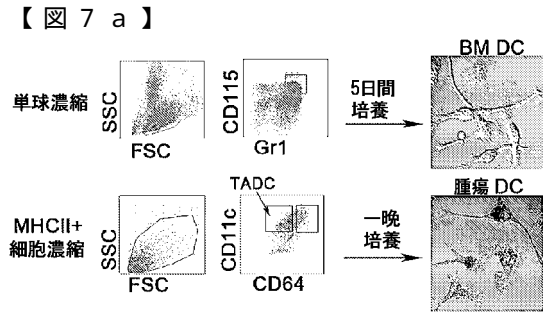 【図7a】
単球濃縮
SSC
FSC
CD115
Gr1
5日間
培養
BM DC
MHCII+
細胞濃縮
SSC
FSC
TADC
CD11c
CD64
一晩
培養
腫瘍 DC